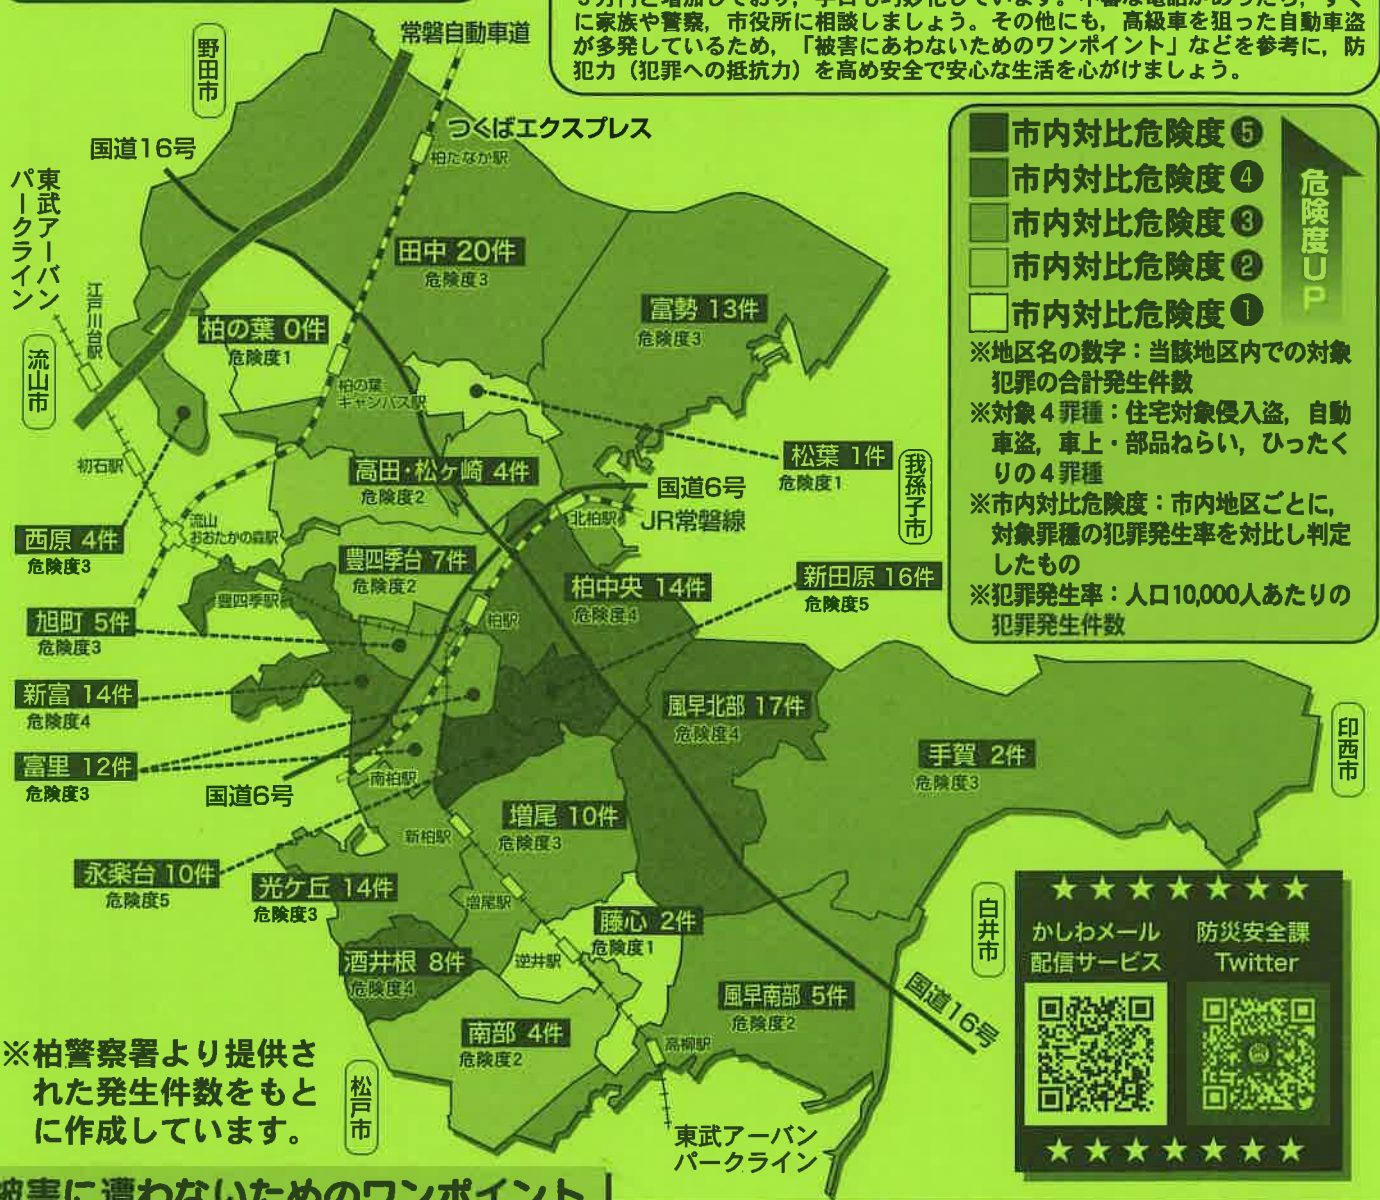 に家族や警察，市役所に相談しましょう。その他にも，高級車を狙った自動車盗
が多発しているため，「被害にあわないためのワンポイント」などを参考に，防
犯力（犯罪への抵抗力）を高め安全で安心な生活を心がけましょう。
常磐自動車道
野田市
つくばエクスプレス
国道16号
柏たなか駅
東武アーバン
パークライン
田中 20件
危険度3
江戸川台駅
富勢 13件
危険度3
柏の葉 0件
危険度1
流山市
柏の葉
キャンパス駅
初石駅
松葉 1件
危険度1
我孫子市
高田・松ヶ崎 4件
危険度2
国道6号
JR常磐線
北柏駅
流山
おおたかの森駅
西原 4件
危険度3
豊四季台 7件
危険度2
柏中央 14件
危険度4
新田原 16件
危険度5
豊四季駅
旭町 5件
危険度3
柏駅
新富 14件
危険度4
風早北部 17件
危険度4
手賀 2件
危険度3
印西市
富里 12件
危険度3
国道6号
南柏駅
増尾 10件
危険度3
新柏駅
永楽台 10件
危険度5
光ケ丘 14件
危険度3
増尾駅
藤心 2件
危険度1
白井市
酒井根 8件
危険度4
逆井駅
風早南部 5件
危険度2
国道16号
南部 4件
危険度2
高柳駅
松戸市
東武アーバン
パークライン
市内対比危険度❺
市内対比危険度❹
市内対比危険度❸
市内対比危険度❷
市内対比危険度❶
危険度UP
※地区名の数字：当該地区内での対象
犯罪の合計発生件数
※対象４罪種：住宅対象侵入盗，自動
車盗，車上・部品ねらい，ひったく
りの４罪種
※市内対比危険度：市内地区ごとに，
対象罪種の犯罪発生率を対比し判定
したもの
※犯罪発生率：人口10,000人あたりの
犯罪発生件数
★★★★★★★
かしわメール
配信サービス
防災安全課
Twitter
★★★★★★★
※柏警察署より提供さ
れた発生件数をもと
に作成しています。
被害に遭わないためのワンポイント